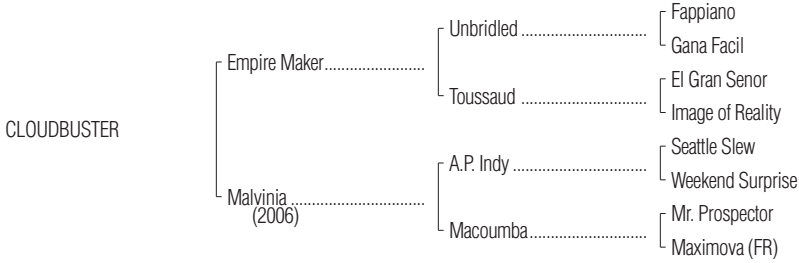 Fappiano
Unbridled
Gana Facil
Empire Maker
El Gran Senor
Toussaud
Image of Reality
CLOUDBUSTER
Seattle Slew
A.P. Indy
Weekend Surprise
Malvinia
(2006)
Mr. Prospector
Macoumba
Maximova (FR)